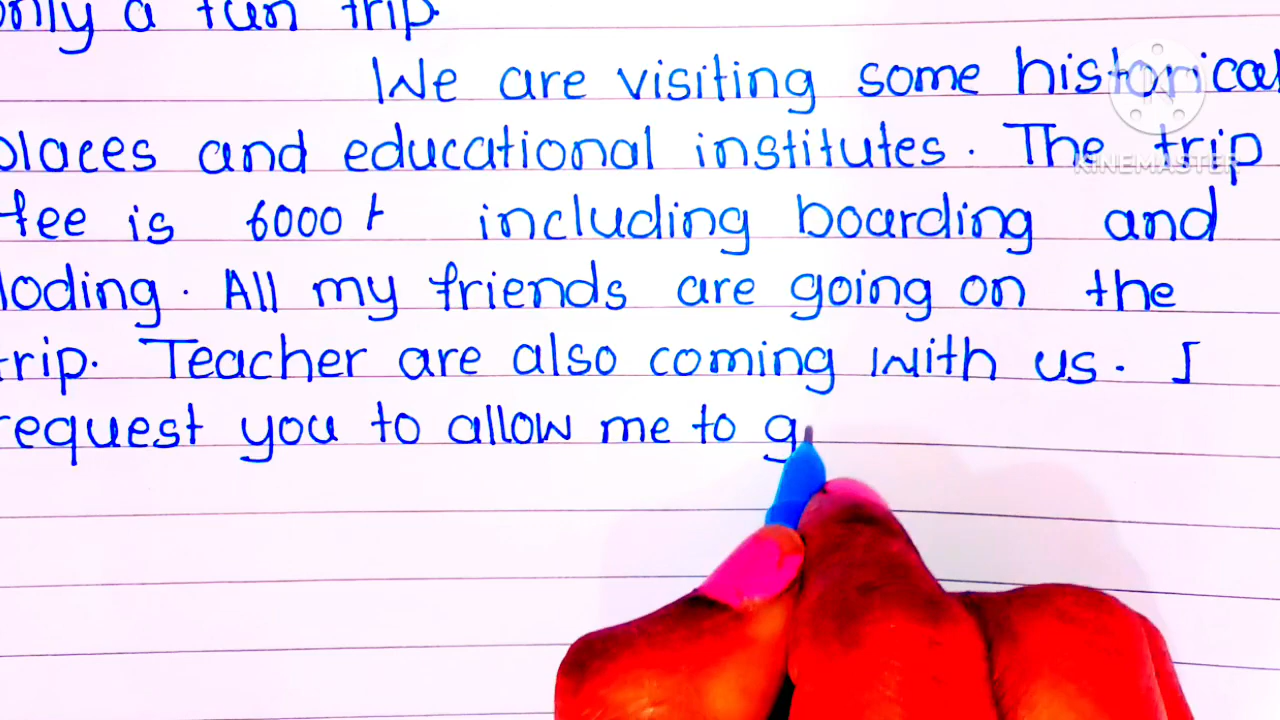 only a fun trip.
We are visiting some historical
places and educational institutes. The trip
fee is 6000/- including boarding and
loding. All my friends are going on the
trip. Teacher are also coming with us. I
request you to allow me to g
KINEMASTER